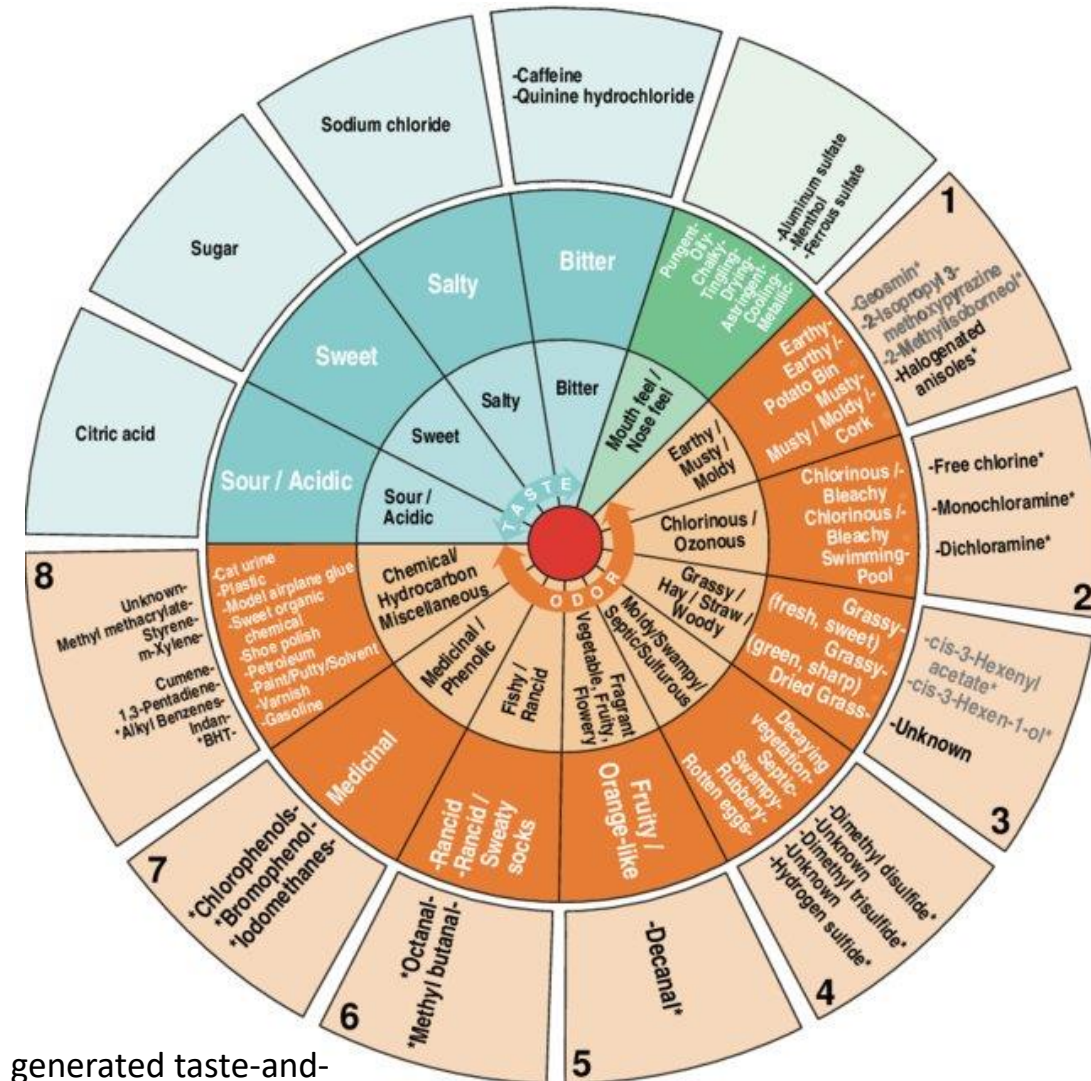 -Caffeine
-Quinine hydrochloride
Sodium chloride
Sugar
Citric acid
-Aluminum sulfate
-Menthol
-Ferrous sulfate
1
-Geosmin*
-2-Isopropyl 3-
methoxypyrazine
-2-Methylisoborneol*
-Halogenated
anisoles*
-Free chlorine*
-Monochloramine*
-Dichloramine*
2
-cis-3-Hexenyl
acetate*
-cis-3-Hexen-1-ol*
-Unknown
3
-Dimethyl disulfide*
-Unknown
-Dimethyl trisulfide*
-Unknown
-Hydrogen sulfide*
4
-Decanal*
5
*Octanal-
*Methyl butanal-
6
7
*Chlorophenols-
*Bromophenol-
*Iodomethanes-
8
Unknown-
Methyl methacrylate-
Styrene-
m-Xylene-
Cumene-
1,3-Pentadiene-
*Alkyl Benzenes-
Indan-
*BHT-
Sour / Acidic
Sweet
Salty
Bitter
Pungent-
Oily-
Chalky-
Tingling-
Drying-
Astringent-
Cooling-
Metallic-
Earthy-
Earthy /-
Potato Bin
Musty-
Musty / Moldy /-
Cork
Chlorinous /-
Bleachy
Chlorinous /-
Bleachy
Swimming-
Pool
Grassy-
(fresh, sweet)
Grassy-
(green, sharp)
Dried Grass-
Decaying
vegetation-
Septic-
Swampy-
Rubbery-
Rotten eggs-
Fruity /
Orange-like
-Rancid
-Rancid /
Sweaty
socks
Medicinal
-Cat urine
-Plastic
-Model airplane glue
-Sweet organic
chemical
-Shoe polish
-Petroleum
-Paint/Putty/Solvent
-Varnish
-Gasoline
Sour /
Acidic
Sweet
Salty
Bitter
Mouth feel /
Nose feel
Earthy /
Musty /
Moldy
Chlorinous /
Ozonous
Grassy /
Hay / Straw /
Woody
Moldy/Swampy/
Septic/Sulfurous
Fragrant
Vegetable, Fruity,
Flowery
Fishy /
Rancid
Medicinal /
Phenolic
Chemical/
Hydrocarbon
Miscellaneous
TASTE
ODOR
generated taste-and-